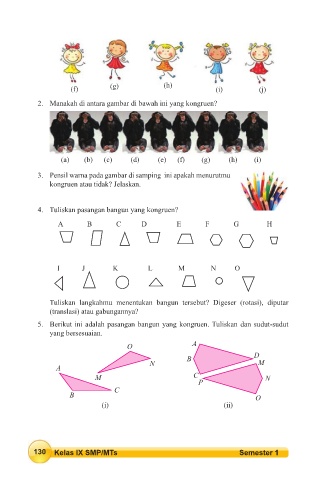 (f) (g) (h) (i) (j)
2. Manakah di antara gambar di bawah ini yang kongruen?
(a) (b) (c) (d) (e) (f) (g) (h) (i)
3. Pensil warna pada gambar di samping ini apakah menurutmu
kongruen atau tidak? Jelaskan.
4. Tuliskan pasangan bangun yang kongruen?
A B C D E F G H
I J K L M N O
Tuliskan langkahmu menentukan bangun tersebut? Digeser (rotasi), diputar
(translasi) atau gabungannya?
5. Berikut ini adalah pasangan bangun yang kongruen. Tuliskan dan sudut-sudut
yang bersesuaian.
O
N
M
A
B
C
(i)
A
B
C
D
M
N
O
P
(ii)
130 Kelas IX SMP/MTs Semester 1